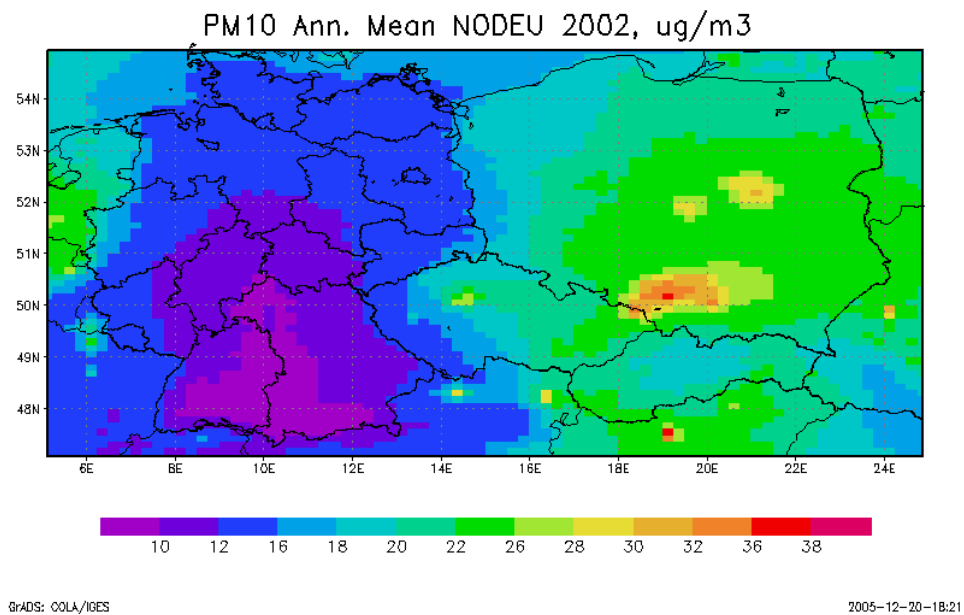 PM10 Ann. Mean NODEU 2002, ug/m3
54N
53N
52N
51N
50N
49N
48N
6E 8E 10E 12E 14E 16E 18E 20E 22E 24E
10 12 16 18 20 22 26 28 30 32 36 38
GrADS: COLA/IGES 2005-12-20-18:21